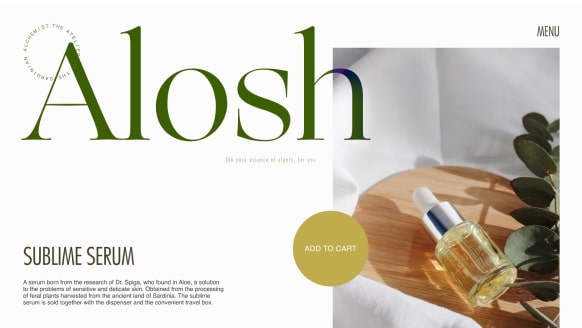 THE SARDINIAN ALCHEMIST THE ATELIER
Alosh
MENU
The pure essence of plants, for you
SUBLIME SERUM
ADD TO CART
A serum born from the research of Dr. Spiga, who found in Aloe, a solution
to the problems of sensitive and delicate skin. Obtained from the processing
of feral plants harvested from the ancient land of Sardinia. The sublime
serum is sold together with the dispenser and the convenient travel box.